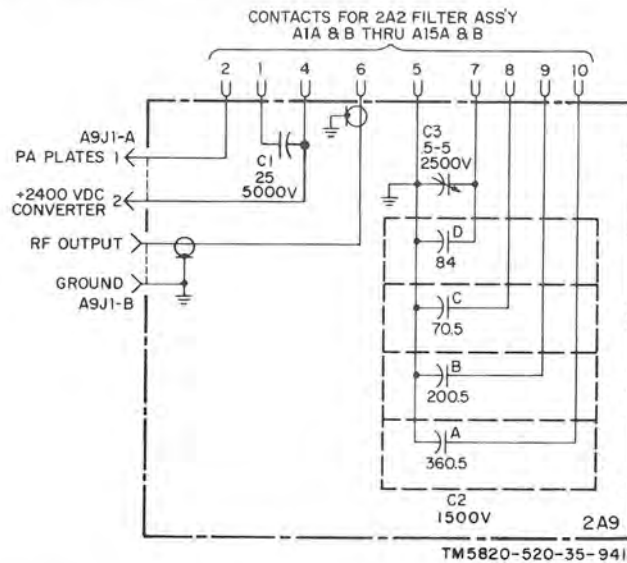 CONTACTS FOR 2A2 FILTER ASS'Y
A1A & B THRU A15A & B
2 1 4 6 5 7 8 9 10
A9J1-A
PA PLATES 1
+2400 VDC
CONVERTER 2
RF OUTPUT
GROUND
A9J1-B
C1
25
5000V
C3
.5-5
2500V
D
84
C
70.5
B
200.5
A
360.5
C2
1500V
2A9
TM5820-520-35-941